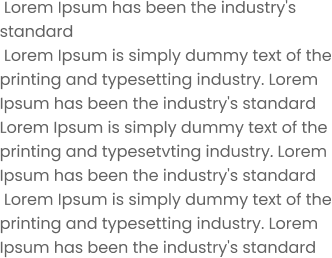 Lorem Ipsum has been the industry's
standard
Lorem Ipsum is simply dummy text of the
printing and typesetting industry. Lorem
Ipsum has been the industry's standard
Lorem Ipsum is simply dummy text of the
printing and typesetvting industry. Lorem
Ipsum has been the industry's standard
Lorem Ipsum is simply dummy text of the
printing and typesetting industry. Lorem
Ipsum has been the industry's standard